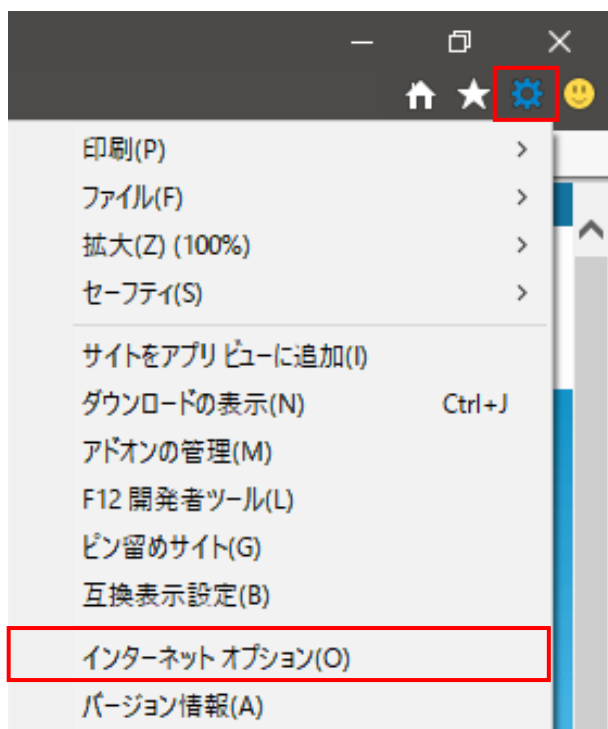 印刷(P)
ファイル(F)
拡大(Z) (100%)
セーフティ(S)
サイトをアプリ ビューに追加(I)
ダウンロードの表示(N) Ctrl+J
アドオンの管理(M)
F12 開発者ツール(L)
ピン留めサイト(G)
互換表示設定(B)
インターネット オプション(O)
バージョン情報(A)